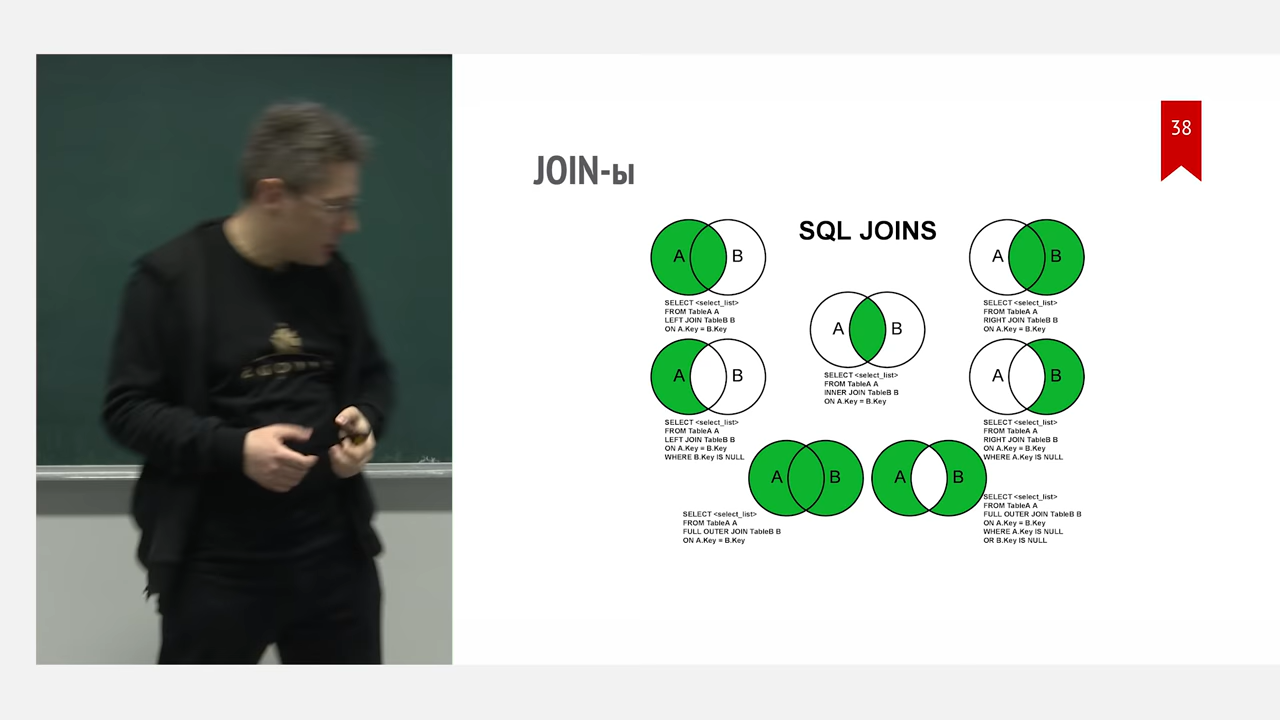 38
JOIN-ы
SQL JOINS
A B
SELECT <select_list>
FROM TableA A
LEFT JOIN TableB B
ON A.Key = B.Key
A B
SELECT <select_list>
FROM TableA A
RIGHT JOIN TableB B
ON A.Key = B.Key
A B
SELECT <select_list>
FROM TableA A
INNER JOIN TableB B
ON A.Key = B.Key
A B
SELECT <select_list>
FROM TableA A
LEFT JOIN TableB B
ON A.Key = B.Key
WHERE B.Key IS NULL
A B
SELECT <select_list>
FROM TableA A
RIGHT JOIN TableB B
ON A.Key = B.Key
WHERE A.Key IS NULL
A B
SELECT <select_list>
FROM TableA A
FULL OUTER JOIN TableB B
ON A.Key = B.Key
A B
SELECT <select_list>
FROM TableA A
FULL OUTER JOIN TableB B
ON A.Key = B.Key
WHERE A.Key IS NULL
OR B.Key IS NULL